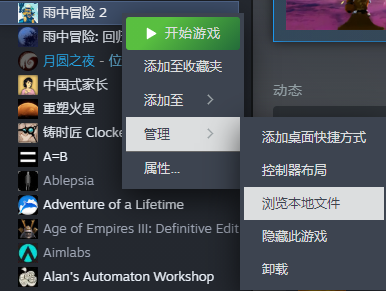 雨中冒险 2
雨中冒险: 回归
月圆之夜 - 位
中国式家长
重塑火星
铸时匠 Clocke
A=B
Ablepsia
Adventure of a Lifetime
Age of Empires III: Definitive Edit
Aimlabs
Alan's Automaton Workshop
开始游戏
添加至收藏夹
添加至
管理
属性...
添加桌面快捷方式
控制器布局
浏览本地文件
隐藏此游戏
卸载
动态